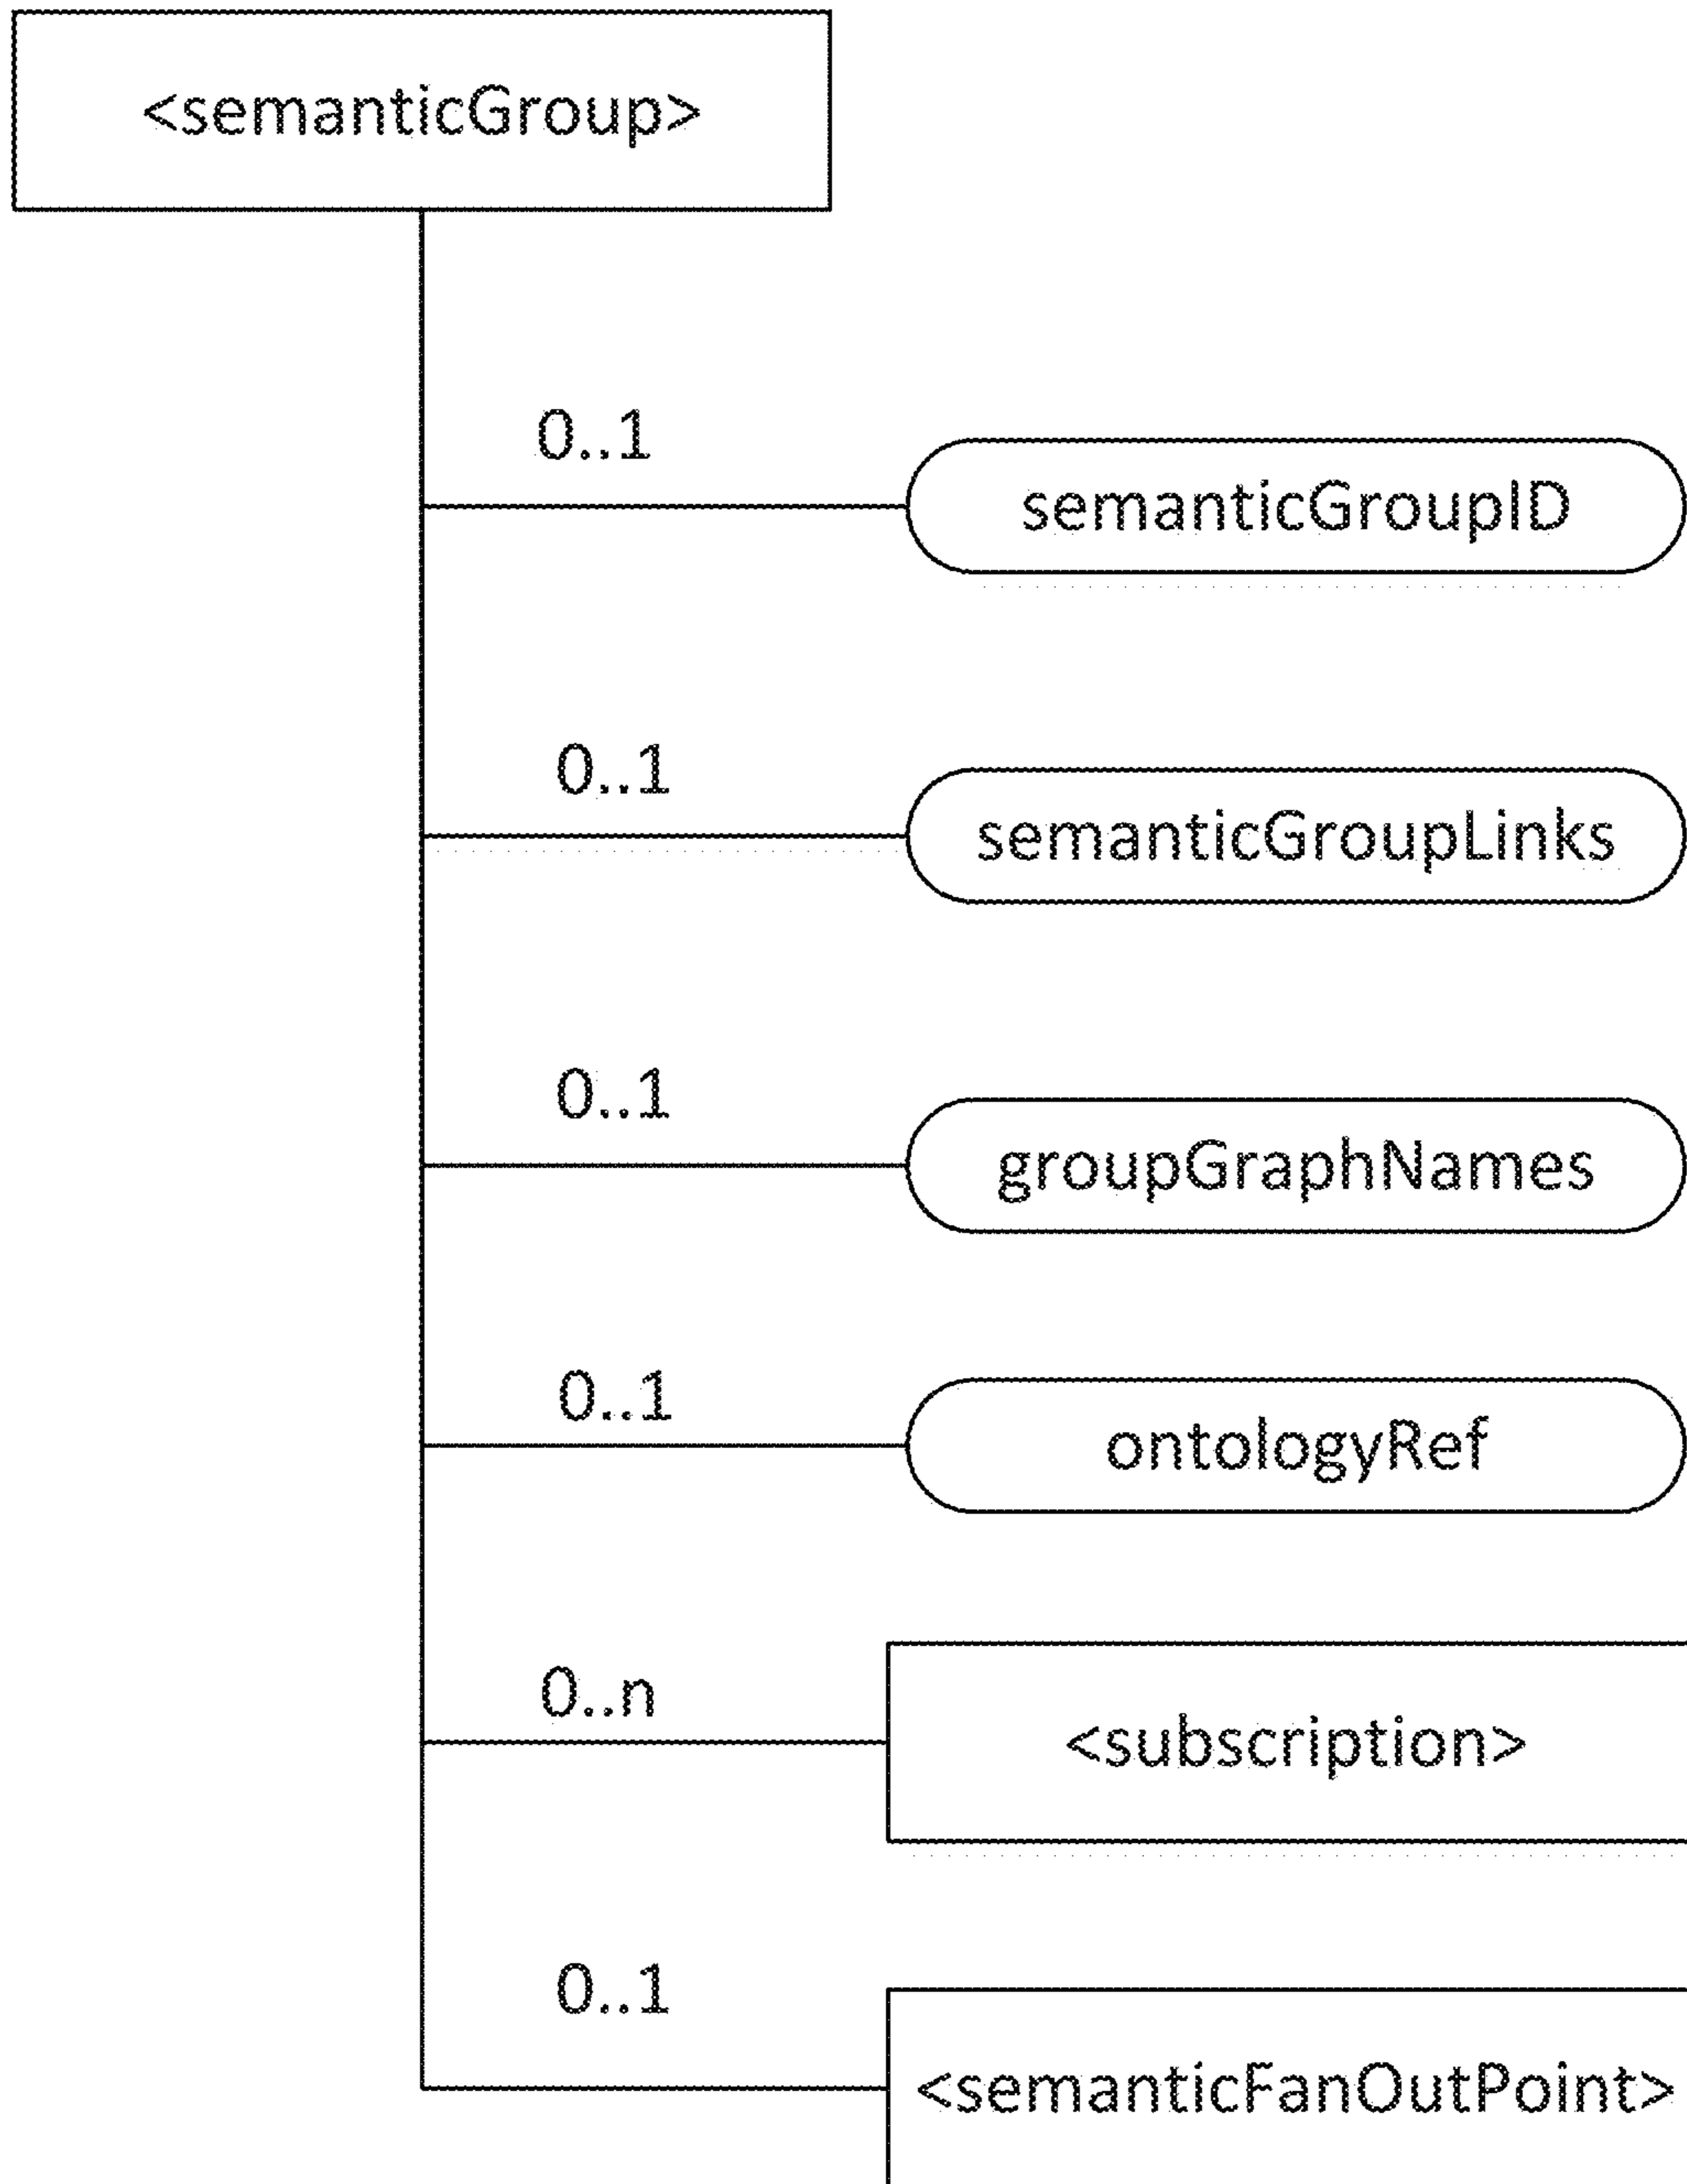 <semanticGroup>
0..1
semanticGroupID
0..1
semanticGroupLinks
0..1
groupGraphNames
0..1
ontologyRef
0..n
<subscription>
0..1
<semanticFanOutPoint>